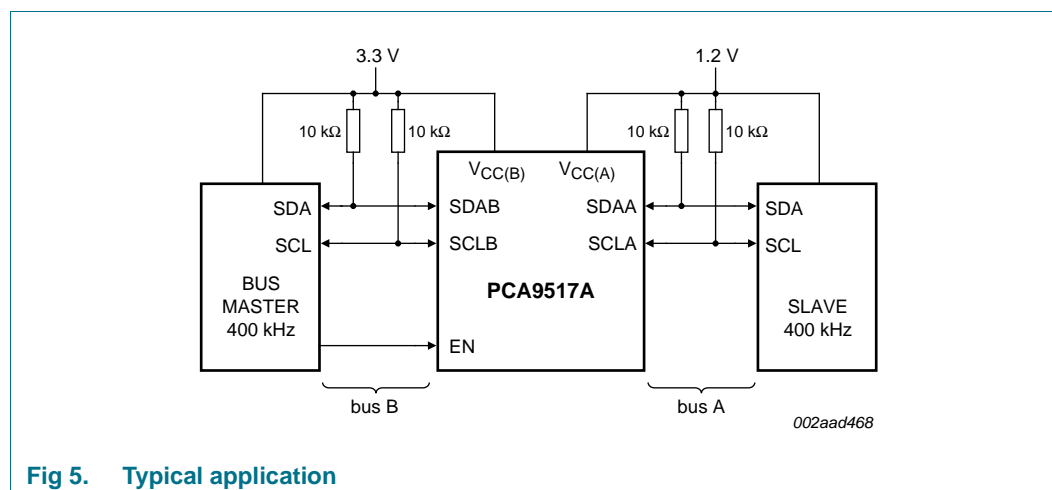 3.3 V
1.2 V
10 kΩ
10 kΩ
10 kΩ
10 kΩ
VCC(B)
VCC(A)
SDA
SDAB
SDAA
SDA
SCL
SCLB
SCLA
SCL
PCA9517A
BUS
MASTER
400 kHz
SLAVE
400 kHz
EN
bus B
bus A
002aad468
Fig 5. Typical application